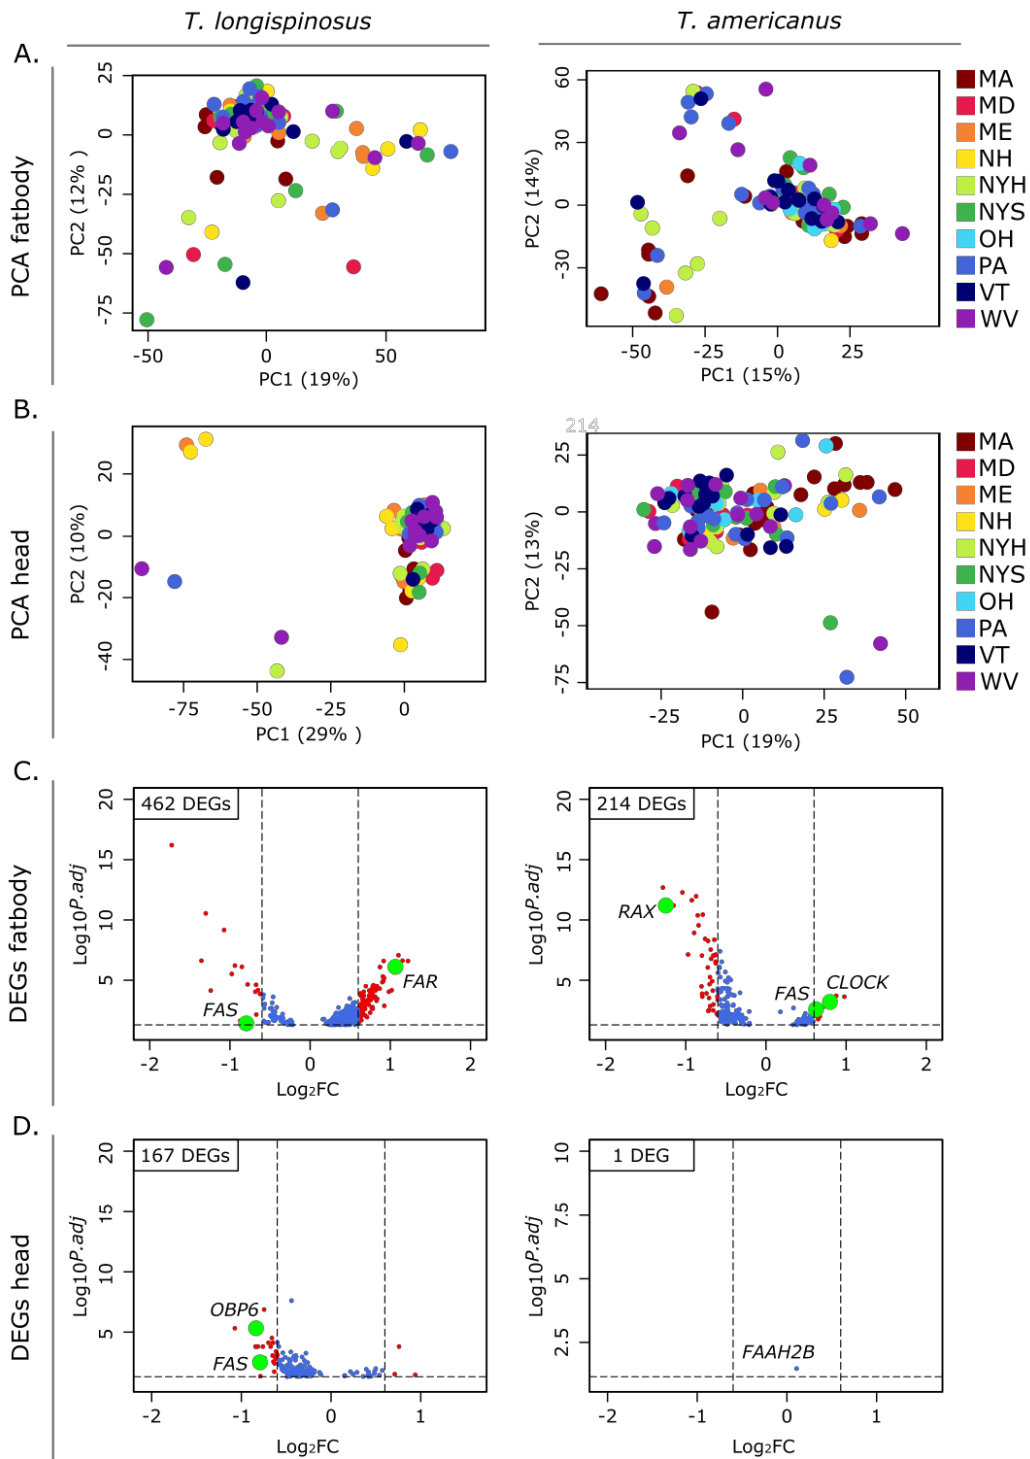 T. longispinosus
T. americanus
A.
PCA fatbody
PC2 (12% )
25
0
-25
-75
-50
0
50
PC1 (19%)
PC2 (14%)
60
30
0
-30
-50
-25
25
PC1 (15%)
MA
MD
ME
NH
NYH
NYS
OH
PA
VT
WV
B.
PCA head
PC2 (10%)
20
0
-20
-40
-75
-50
-25
0
PC1 (29% )
214
PC2 (13%)
25
0
-25
-50
-75
-25
0
25
50
PC1 (19%)
MA
MD
ME
NH
NYH
NYS
OH
PA
VT
WV
C.
DEGs fatbody
462 DEGs
Log10P.adj
20
15
10
5
FAS
FAR
-2
-1
0
1
2
Log2FC
214 DEGs
Log10P.adj
20
15
10
5
RAX
FAS
CLOCK
-2
-1
0
1
2
Log2FC
D.
DEGs head
167 DEGs
Log10P.adj
20
15
10
5
OBP6
FAS
-2
-1
0
1
Log2FC
1 DEG
Log10P.adj
10
7.5
5
2.5
FAAH2B
-2
-1
0
1
Log2FC